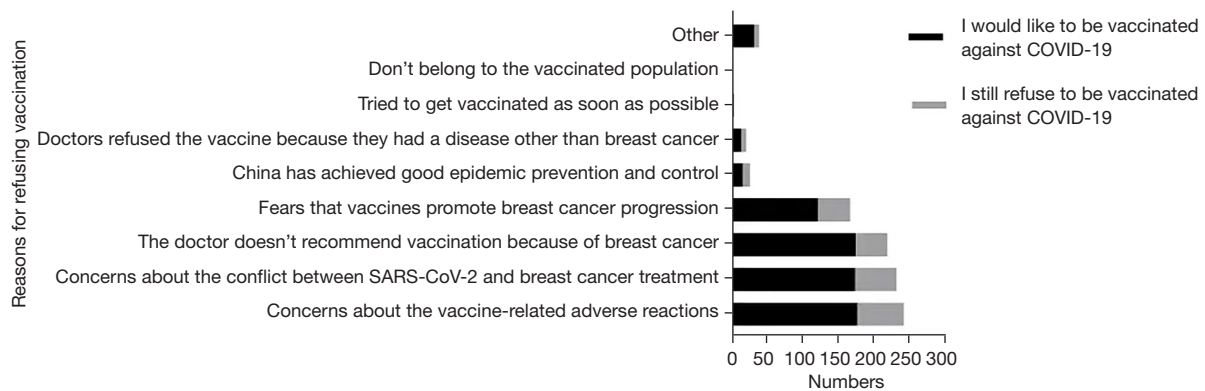 Reasons for refusing vaccination
Other
Don't belong to the vaccinated population
Tried to get vaccinated as soon as possible
Doctors refused the vaccine because they had a disease other than breast cancer
China has achieved good epidemic prevention and control
Fears that vaccines promote breast cancer progression
The doctor doesn't recommend vaccination because of breast cancer
Concerns about the conflict between SARS-CoV-2 and breast cancer treatment
Concerns about the vaccine-related adverse reactions
0 50 100 150 200 250 300
Numbers
I would like to be vaccinated
against COVID-19
I still refuse to be vaccinated
against COVID-19